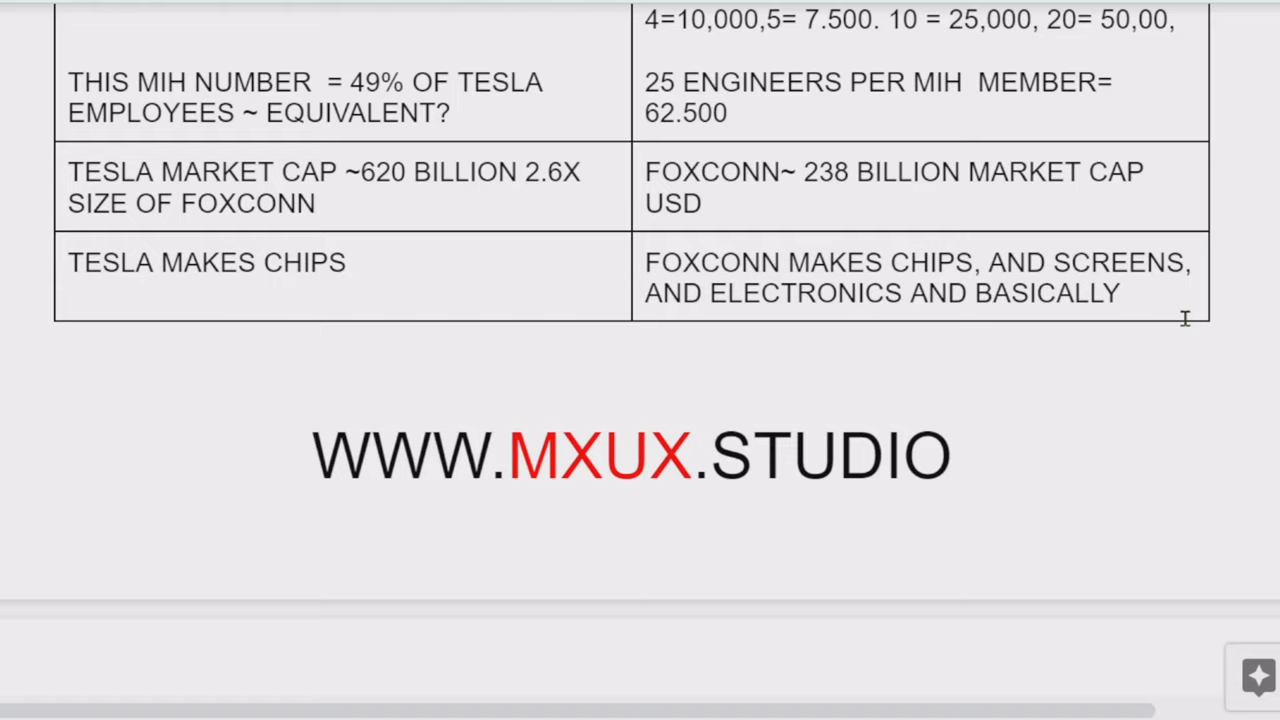 4=10,000,5= 7.500. 10 = 25,000, 20= 50,00,
THIS MIH NUMBER  = 49% OF TESLA
EMPLOYEES ~ EQUIVALENT?
25 ENGINEERS PER MIH  MEMBER=
62.500
TESLA MARKET CAP ~620 BILLION 2.6X
SIZE OF FOXCONN
FOXCONN~ 238 BILLION MARKET CAP
USD
TESLA MAKES CHIPS
FOXCONN MAKES CHIPS, AND SCREENS,
AND ELECTRONICS AND BASICALLY
WWW.MXUX.STUDIO